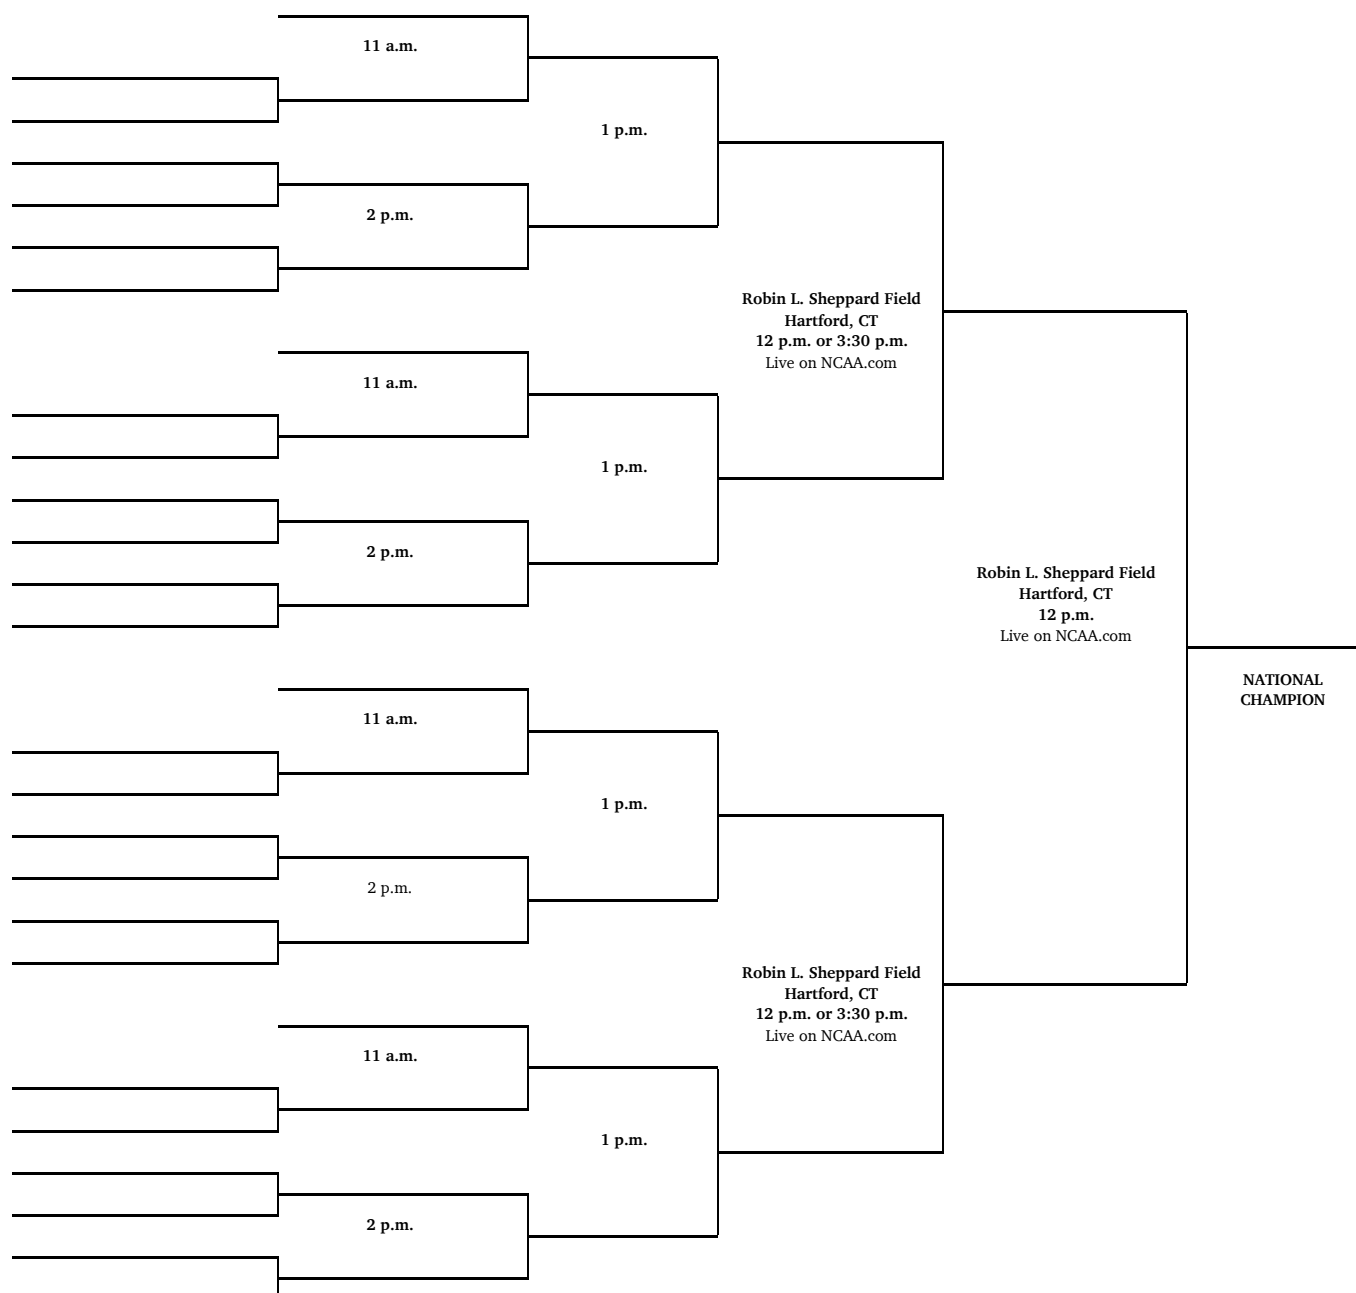 11 a.m.
1 p.m.
2 p.m.
Robin L. Sheppard Field
Hartford, CT
12 p.m. or 3:30 p.m.
Live on NCAA.com
11 a.m.
1 p.m.
2 p.m.
Robin L. Sheppard Field
Hartford, CT
12 p.m.
Live on NCAA.com
NATIONAL
CHAMPION
11 a.m.
1 p.m.
2 p.m.
Robin L. Sheppard Field
Hartford, CT
12 p.m. or 3:30 p.m.
Live on NCAA.com
11 a.m.
1 p.m.
2 p.m.